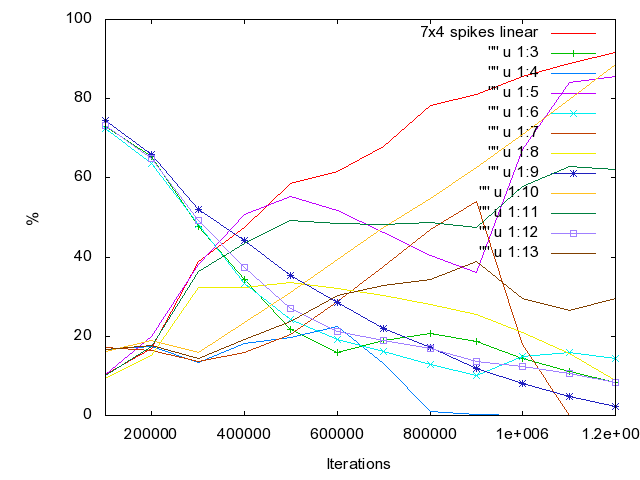 100
80
60
40
20
0
%
7x4 spikes linear
"" u 1:3
"" u 1:4
"" u 1:5
"" u 1:6
"" u 1:7
"" u 1:8
"" u 1:9
"" u 1:10
"" u 1:11
"" u 1:12
"" u 1:13
200000 400000 600000 800000 1e+006 1.2e+00
Iterations